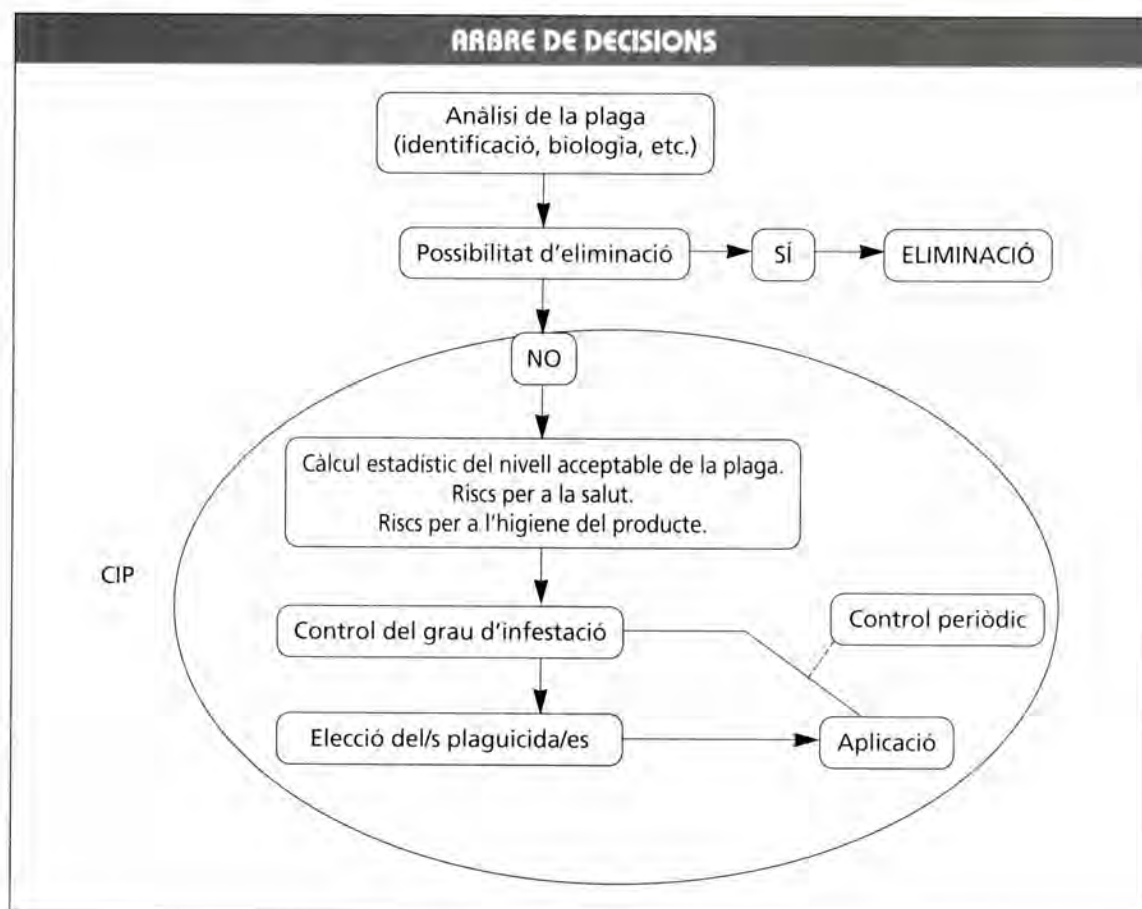 ARBRE DE DECISIONS
Anàlisi de la plaga
(identificació, biologia, etc.)
Possibilitat d'eliminació
SÍ
ELIMINACIÓ
NO
Càlcul estadístic del nivell acceptable de la plaga.
Riscs per a la salut.
Riscs per a l'higiene del producte.
CIP
Control del grau d'infestació
Control periòdic
Elecció del/s plaguicida/es
Aplicació